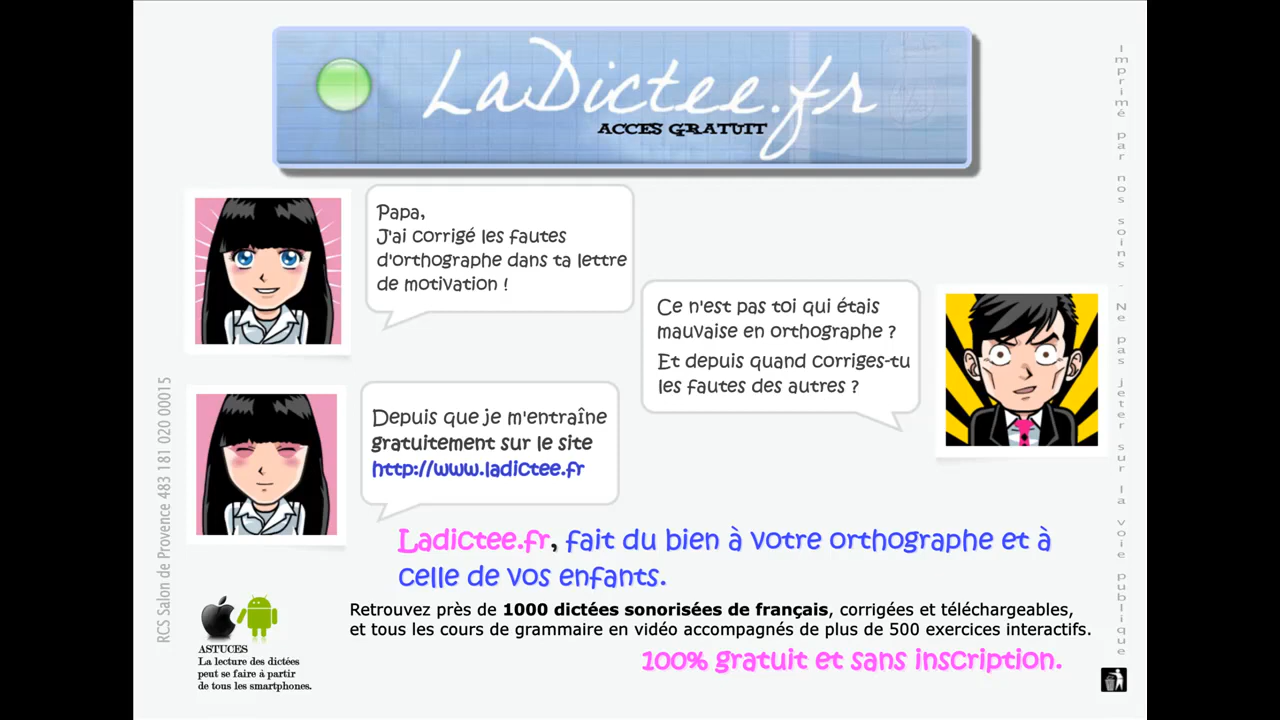 LaDictee.fr
ACCES GRATUIT
Papa,
J'ai corrigé les fautes
d'orthographe dans ta lettre
de motivation !
Ce n'est pas toi qui étais
mauvaise en orthographe ?
Et depuis quand corriges-tu
les fautes des autres ?
Depuis que je m'entraîne
gratuitement sur le site
http://www.ladictee.fr
Ladictee.fr, fait du bien à votre orthographe et à
celle de vos enfants.
Retrouvez près de 1000 dictées sonorisées de français, corrigées et téléchargeables,
et tous les cours de grammaire en vidéo accompagnés de plus de 500 exercices interactifs.
100% gratuit et sans inscription.
ASTUCES
La lecture des dictées
peut se faire à partir
de tous les smartphones.
RCS Salon de Provence 483 181 020 00015
Imprimé par nos soins - Ne pas jeter sur la voie publique